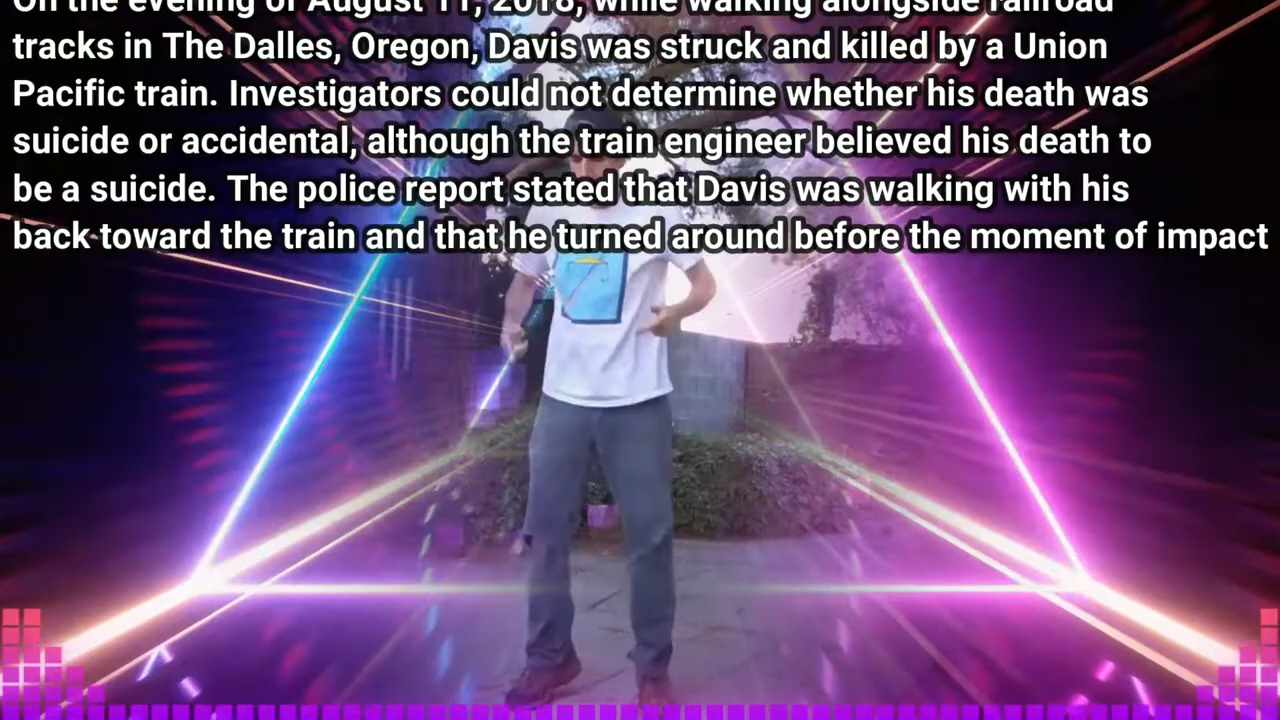 On the evening of August 11, 2018, while walking alongside railroad
tracks in The Dalles, Oregon, Davis was struck and killed by a Union
Pacific train. Investigators could not determine whether his death was
suicide or accidental, although the train engineer believed his death to
be a suicide. The police report stated that Davis was walking with his
back toward the train and that he turned around before the moment of impact